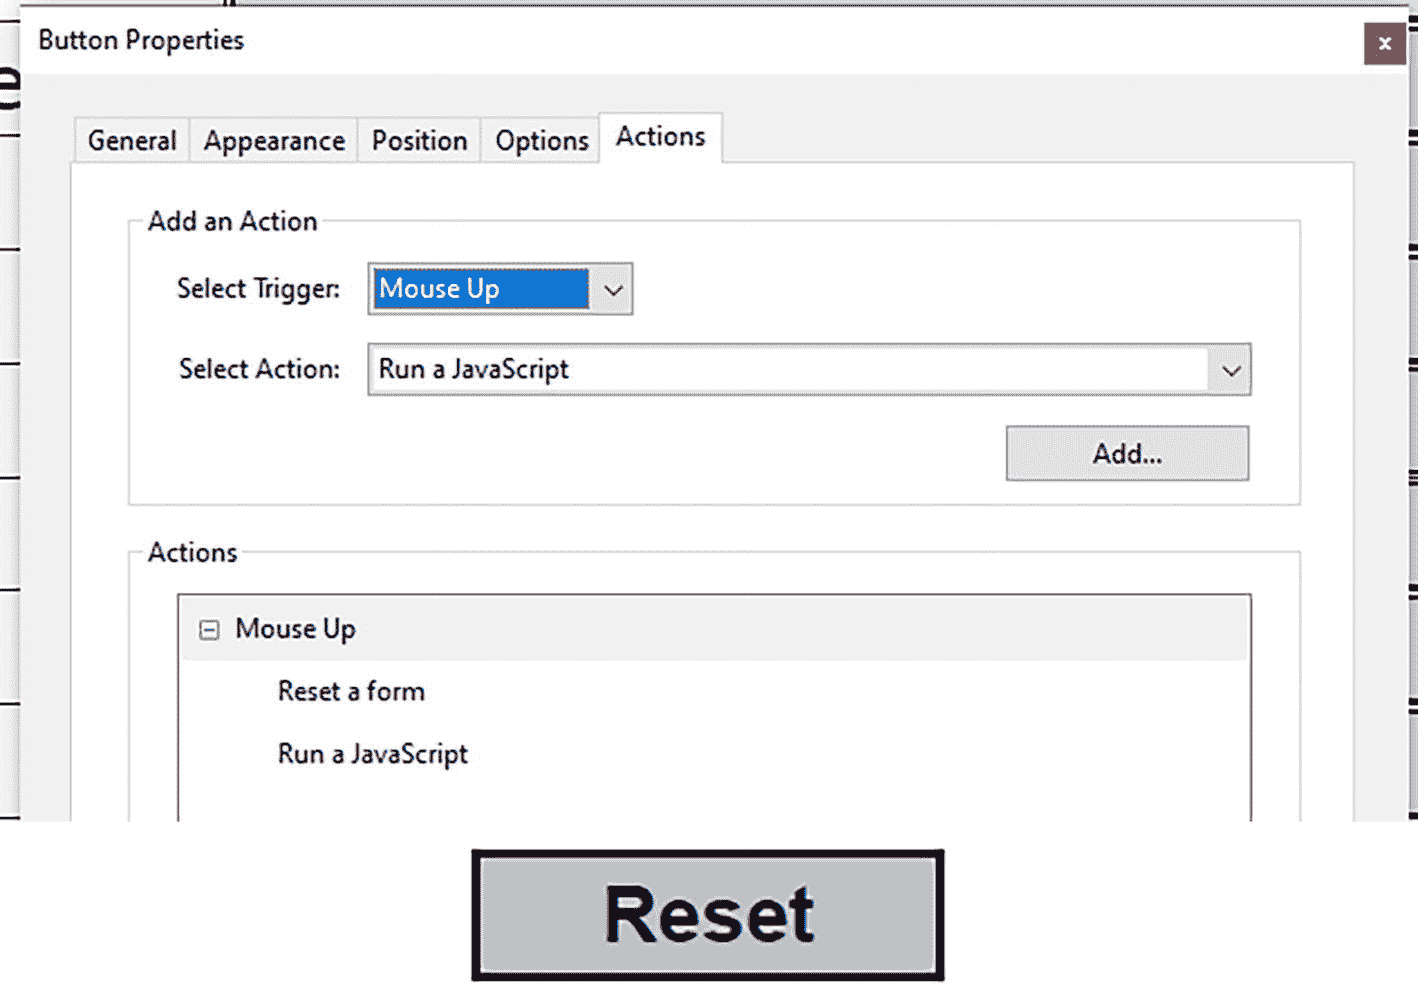 Button Properties
General Appearance Position Options Actions
Add an Action
Select Trigger: Mouse Up
Select Action: Run a JavaScript
Add...
Actions
Mouse Up
Reset a form
Run a JavaScript
Reset